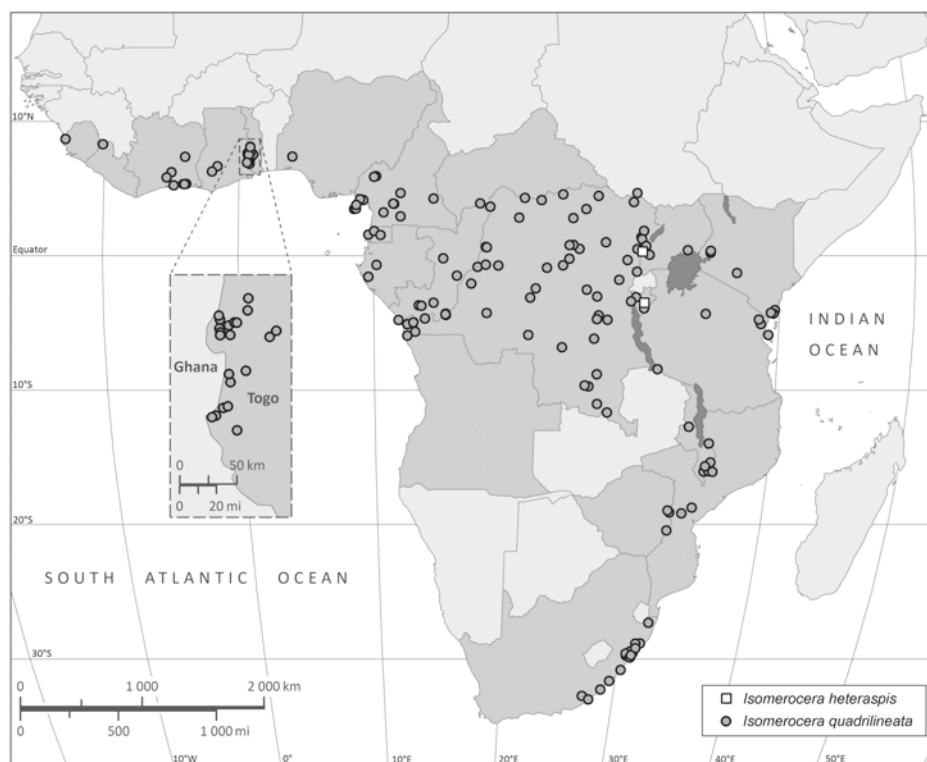 10°N
Equator
INDIAN
OCEAN
Ghana
Togo
10°S
0 50 km
0 20 mi
20°S
SOUTH ATLANTIC OCEAN
30°S
0 1 000 2 000 km
0 500 1 000 mi
Isomerocera heteraspis
Isomerocera quadrilineata
10°W 0° 10°E 20°E 30°E 40°E 50°E